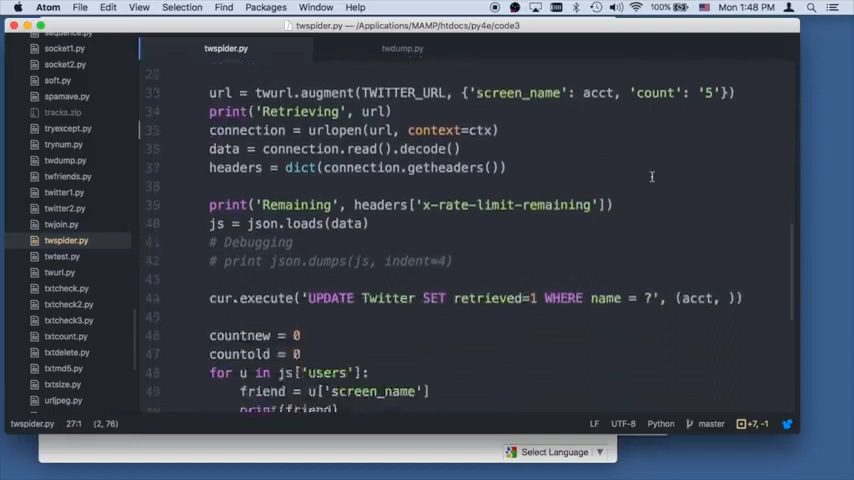 Atom File Edit View Selection Find Packages Window Help 100% Mon 1:48 PM
twspider.py — /Applications/MAMP/htdocs/py4e/code3
sequence.py
socket1.py
socket2.py
soft.py
spamave.py
tracks.zip
tryexcept.py
trynum.py
twdump.py
twfriends.py
twitter1.py
twitter2.py
twjoin.py
twspider.py
twtest.py
twurl.py
txtcheck.py
txtcheck2.py
txtcheck3.py
txtcount.py
txtdelete.py
txtmd5.py
txtsize.py
urljpeg.py
twspider.py twdump.py
33 url = twurl.augment(TWITTER_URL, {'screen_name': acct, 'count': '5'})
34 print('Retrieving', url)
35 connection = urlopen(url, context=ctx)
36 data = connection.read().decode()
37 headers = dict(connection.getheaders())
38
39 print('Remaining', headers['x-rate-limit-remaining'])
40 js = json.loads(data)
41 # Debugging
42 # print json.dumps(js, indent=4)
43
44 cur.execute('UPDATE Twitter SET retrieved=1 WHERE name = ?', (acct, ))
46 countnew = 0
47 countold = 0
48 for u in js['users']:
49 friend = u['screen_name']
print(friend)
twspider.py 27:1 (2, 76) LF UTF-8 Python master +7, -1
Select Language